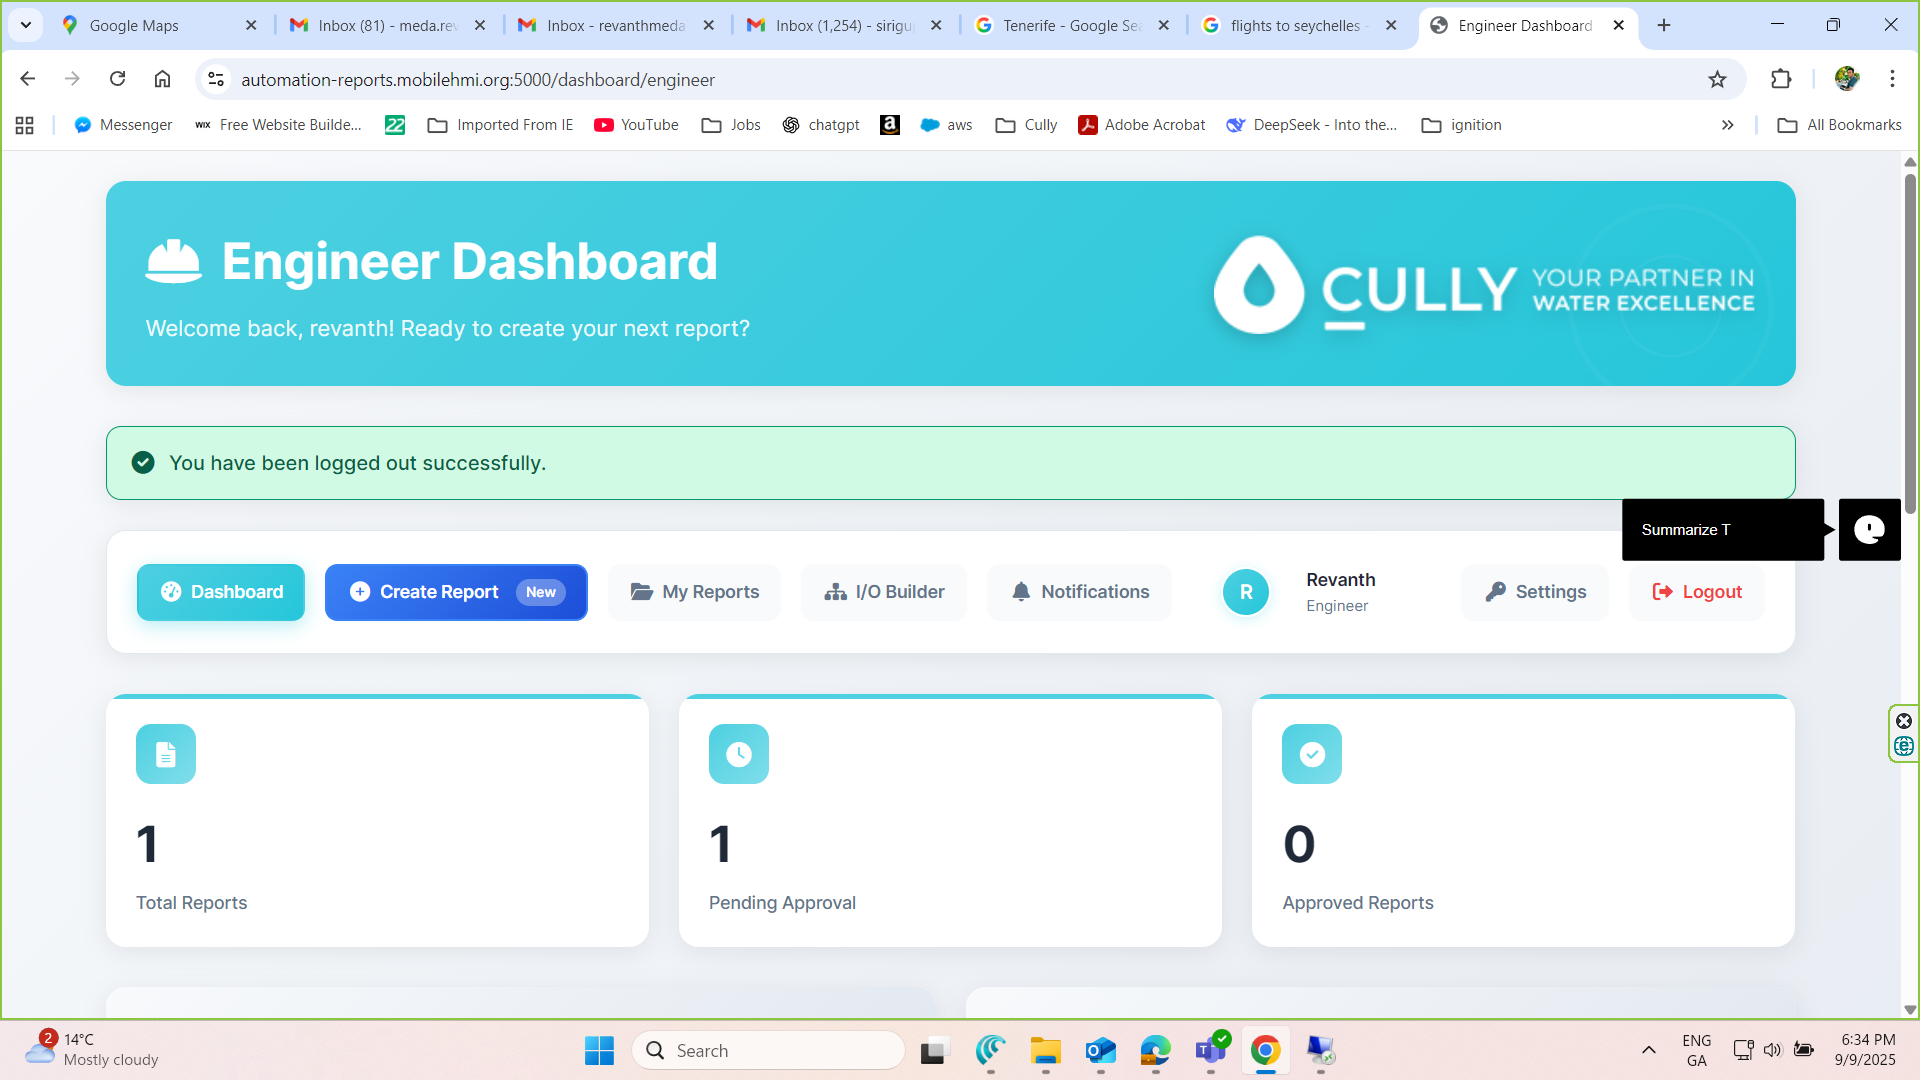 Google Maps
Inbox (81) - meda.rev
Inbox - revanthmeda
Inbox (1,254) - sirigu
Tenerife - Google Sea
flights to seychelles -
Engineer Dashboard
automation-reports.mobilehmi.org:5000/dashboard/engineer
Messenger
WIX Free Website Builde...
22
Imported From IE
YouTube
Jobs
chatgpt
a
aws
Cully
Adobe Acrobat
DeepSeek - Into the...
ignition
All Bookmarks
Engineer Dashboard
Welcome back, revanth! Ready to create your next report?
CULLY
YOUR PARTNER IN
WATER EXCELLENCE
You have been logged out successfully.
Summarize T
Dashboard
Create Report New
My Reports
I/O Builder
Notifications
R
Revanth
Engineer
Settings
Logout
1
Total Reports
1
Pending Approval
0
Approved Reports
2
14°C
Mostly cloudy
Search
ENG
GA
6:34 PM
9/9/2025